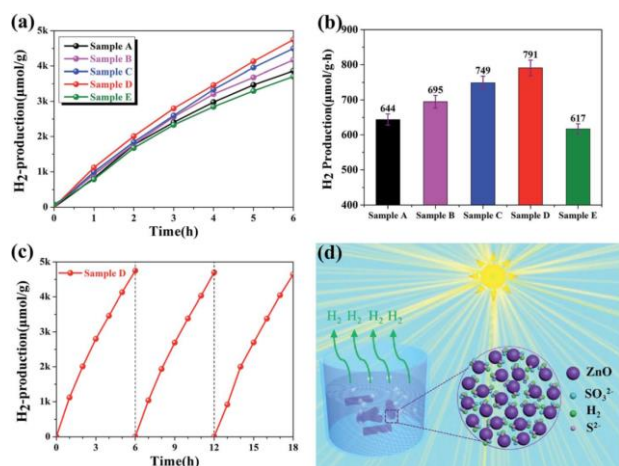 (a)
5k
4k
3k
2k
1k
0
H₂-production(μmol/g)
Sample A
Sample B
Sample C
Sample D
Sample E
0 1 2 3 4 5 6
Time(h)
(b)
900
800
700
600
500
400
H₂ Production(μmol/g·h)
644
695
749
791
617
Sample A Sample B Sample C Sample D Sample E
(c)
5k
4k
3k
2k
1k
0
H₂-production(μmol/g)
Sample D
0 3 6 9 12 15 18
Time(h)
(d)
H₂ H₂ H₂ H₂
ZnO
SO₃²⁻
H₂
S²⁻